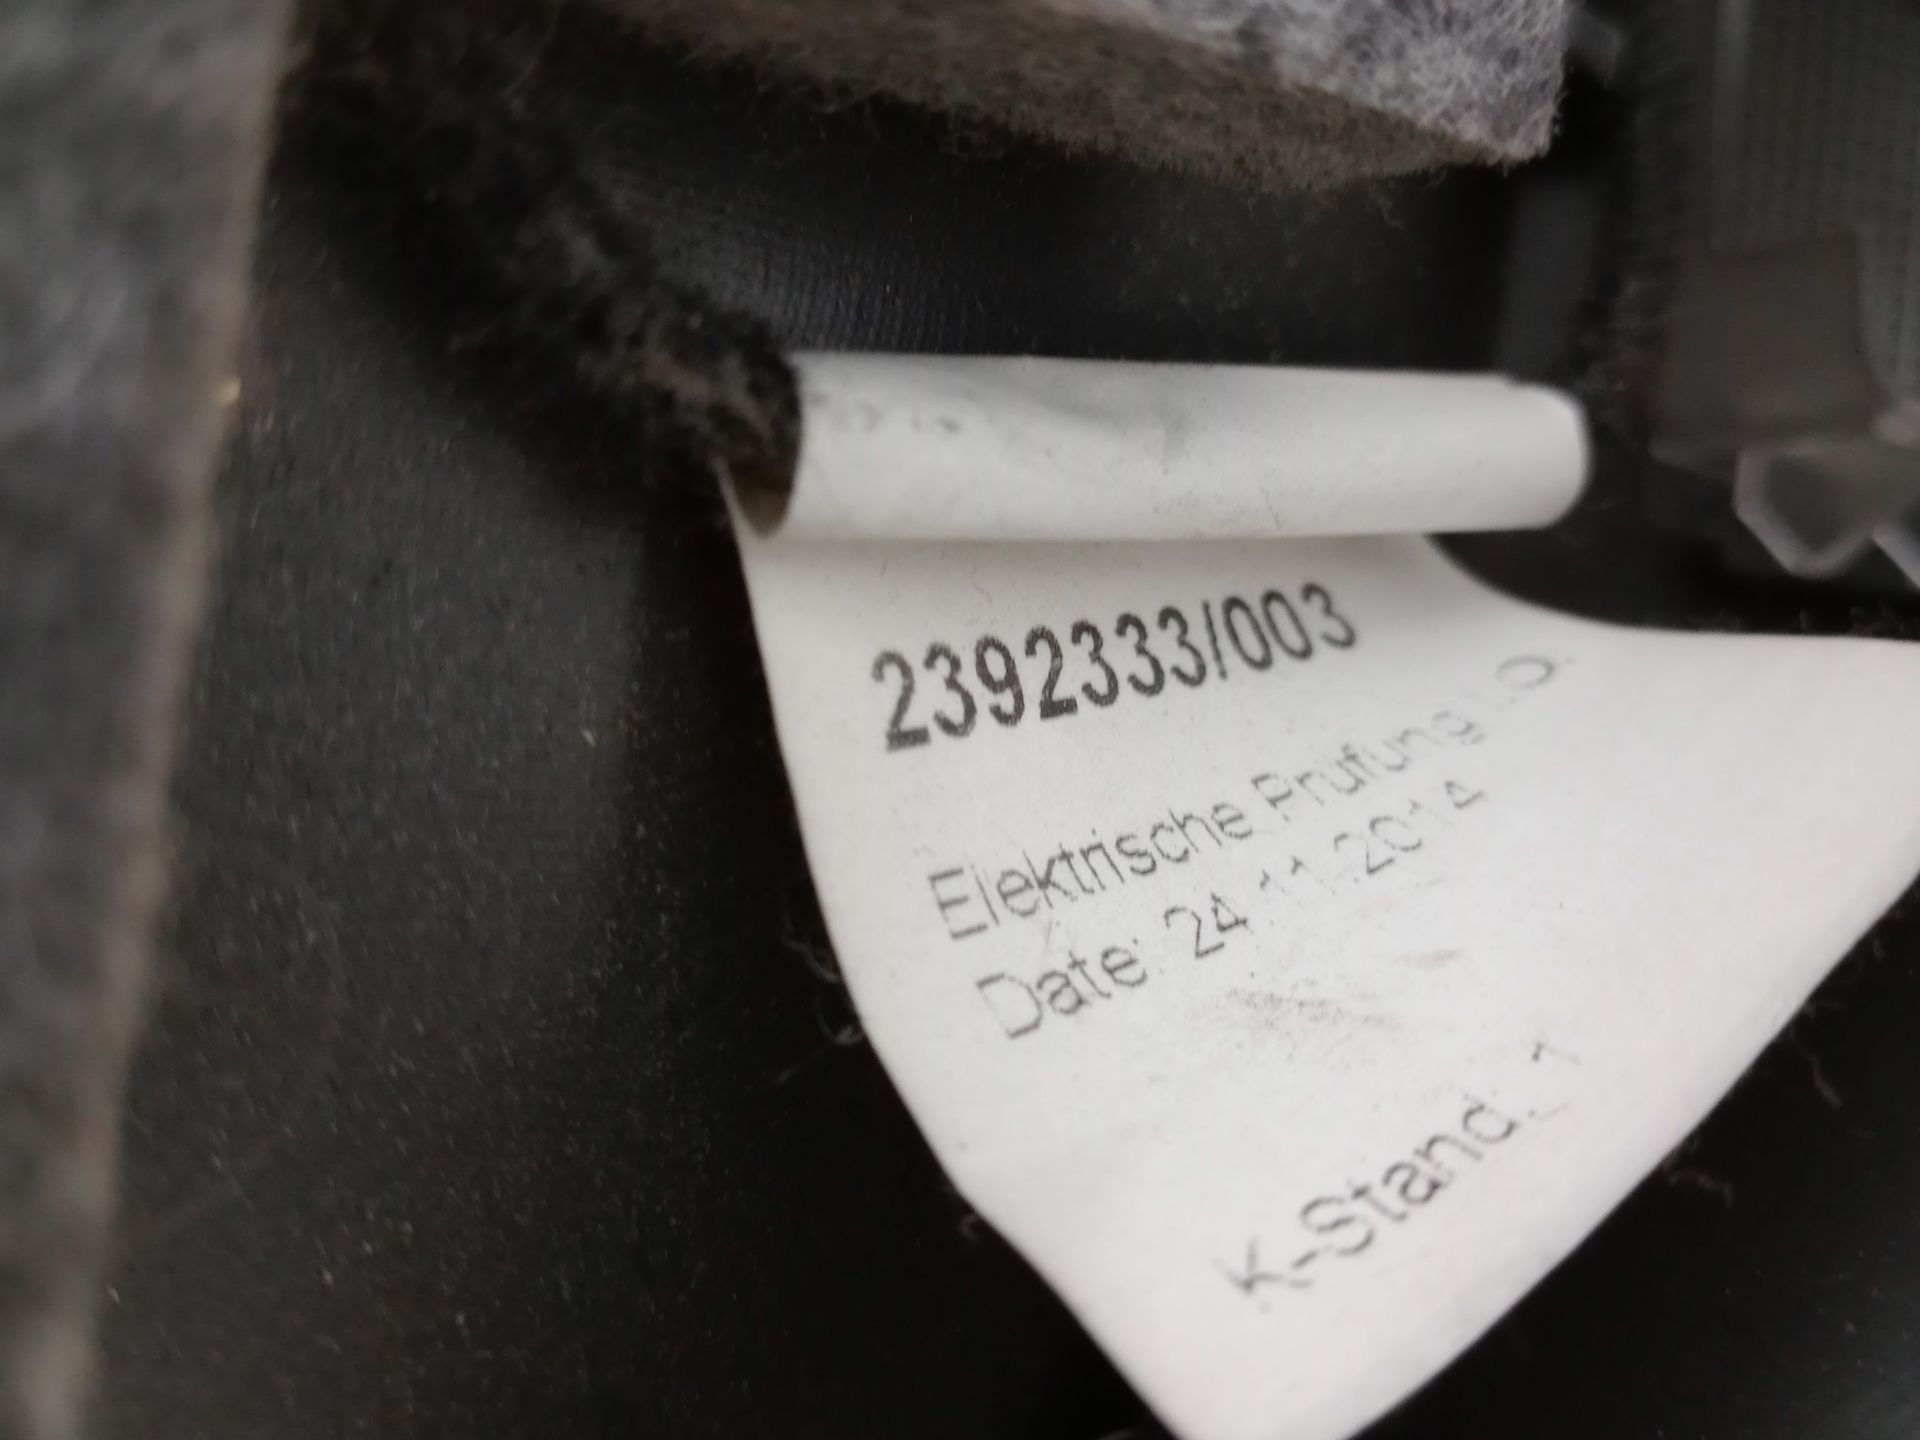 2392333/003
Elektrische Prüfung i.O.
Date: 24.11.2014
K-Stand: 1